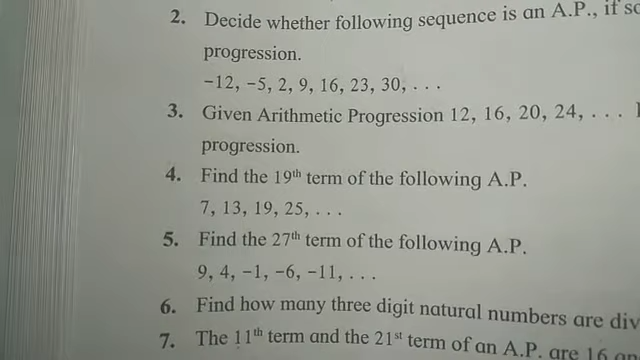 2. Decide whether following sequence is an A.P., if so
progression.
−12, −5, 2, 9, 16, 23, 30, . . .
3. Given Arithmetic Progression 12, 16, 20, 24, . . .
progression.
4. Find the 19th term of the following A.P.
7, 13, 19, 25, . . .
5. Find the 27th term of the following A.P.
9, 4, −1, −6, −11, . . .
6. Find how many three digit natural numbers are div
7. The 11th term and the 21st term of an A.P. are 16